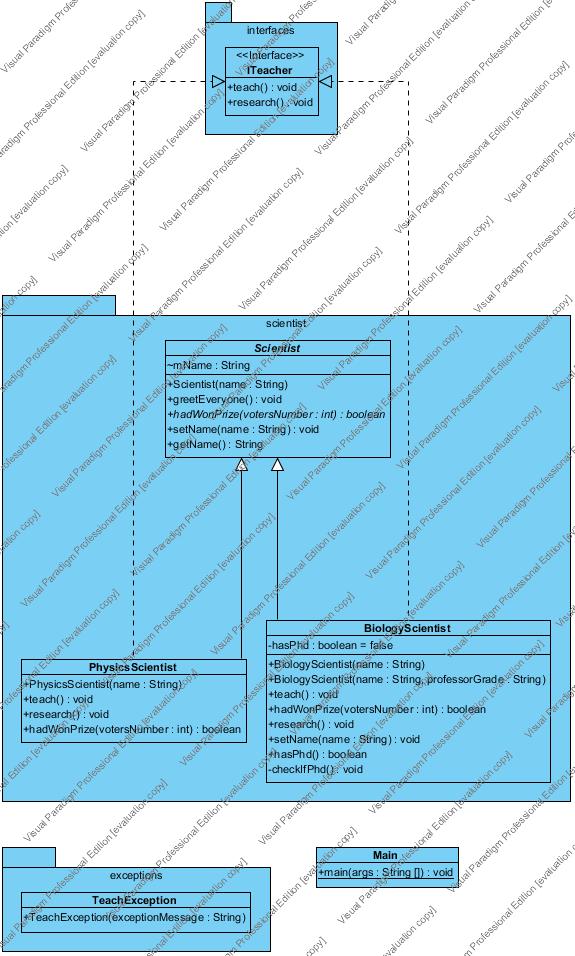 interfaces
<<Interface>>
ITeacher
+teach() : void
+research() : void
scientist
Scientist
~mName : String
+Scientist(name : String)
+greetEveryone() : void
+hadWonPrize(votersNumber : int) : boolean
+setName(name : String) : void
+getName() : String
PhysicsScientist
+PhysicsScientist(name : String)
+teach() : void
+research() : void
+hadWonPrize(votersNumber : int) : boolean
BiologyScientist
-hasPhd : boolean = false
+BiologyScientist(name : String)
+BiologyScientist(name : String, professorGrade : String)
+teach() : void
+hadWonPrize(votersNumber : int) : boolean
+research() : void
+setName(name : String) : void
+hasPhd() : boolean
-checkIfPhd() : void
exceptions
TeachException
+TeachException(exceptionMessage : String)
Main
+main(args : String []) : void
Visual Paradigm Professional Edition [evaluation copy]